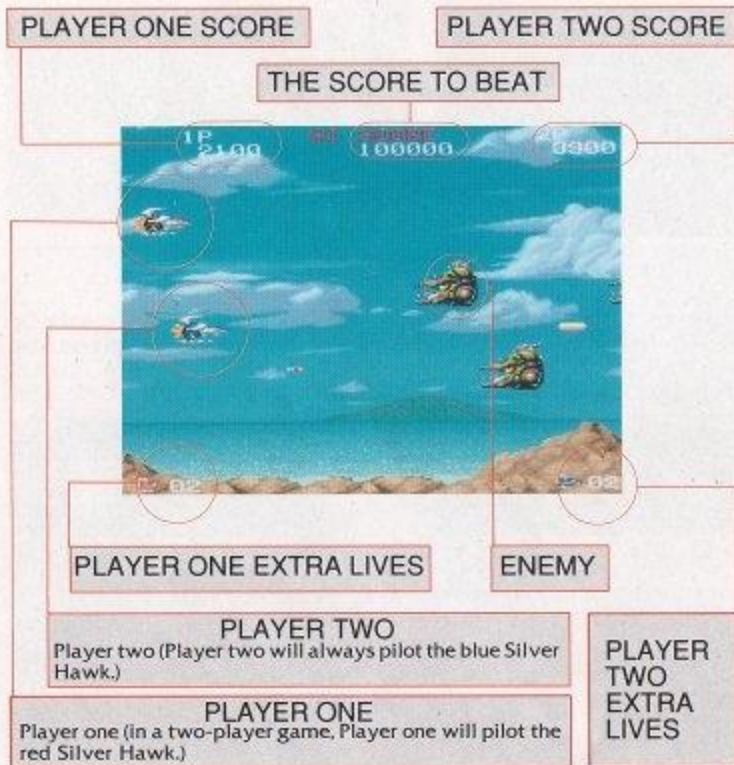 PLAYER ONE SCORE
PLAYER TWO SCORE
THE SCORE TO BEAT
1P
2100
100000
3300
02
02
PLAYER ONE EXTRA LIVES
ENEMY
PLAYER TWO
Player two (Player two will always pilot the blue Silver
Hawk.)
PLAYER ONE
Player one (in a two-player game, Player one will pilot the
red Silver Hawk.)
PLAYER
TWO
EXTRA
LIVES